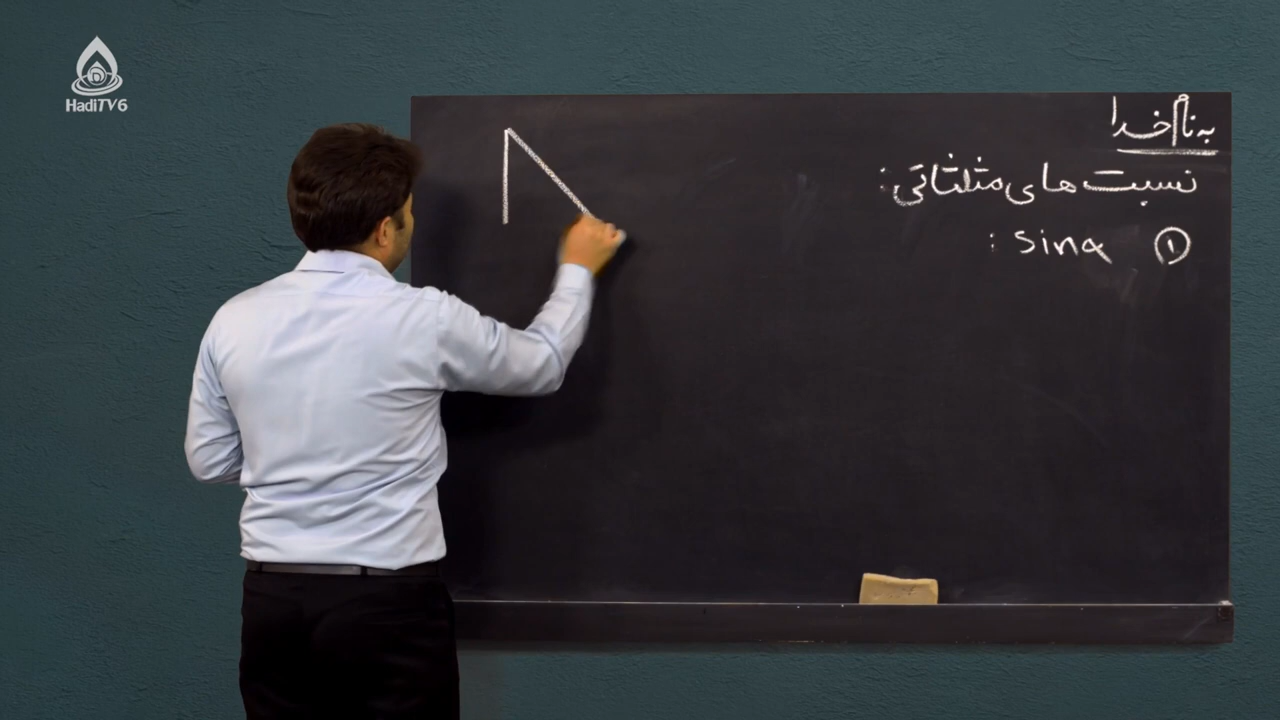 HadiTV6
به نام خدا
نسبت های مثلثاتی:
① sinα :